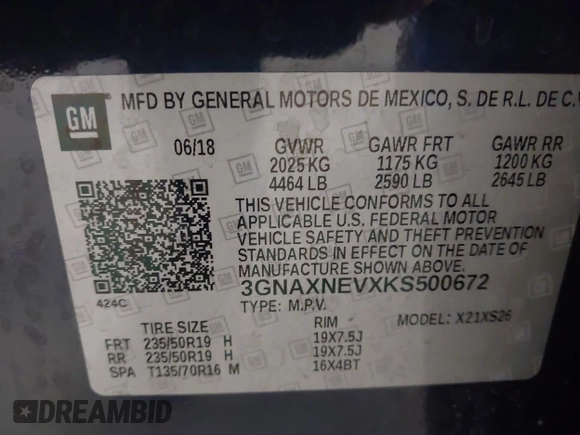 GM
MFD BY GENERAL MOTORS DE MEXICO, S. DE R.L. DE C.V
06/18 GVWR GAWR FRT GAWR RR
2025 KG 1175 KG 1200 KG
4464 LB 2590 LB 2645 LB
THIS VEHICLE CONFORMS TO ALL
APPLICABLE U.S. FEDERAL MOTOR
VEHICLE SAFETY AND THEFT PREVENTION
STANDARDS IN EFFECT ON THE DATE OF
MANUFACTURE SHOWN ABOVE.
424C 3GNAXNEVXKS500672
TYPE: M.P.V. MODEL: X21XS26
TIRE SIZE RIM
FRT 235/50R19 H 19X7.5J
RR 235/50R19 H 19X7.5J
SPA T135/70R16 M 16X4BT
DREAMBID